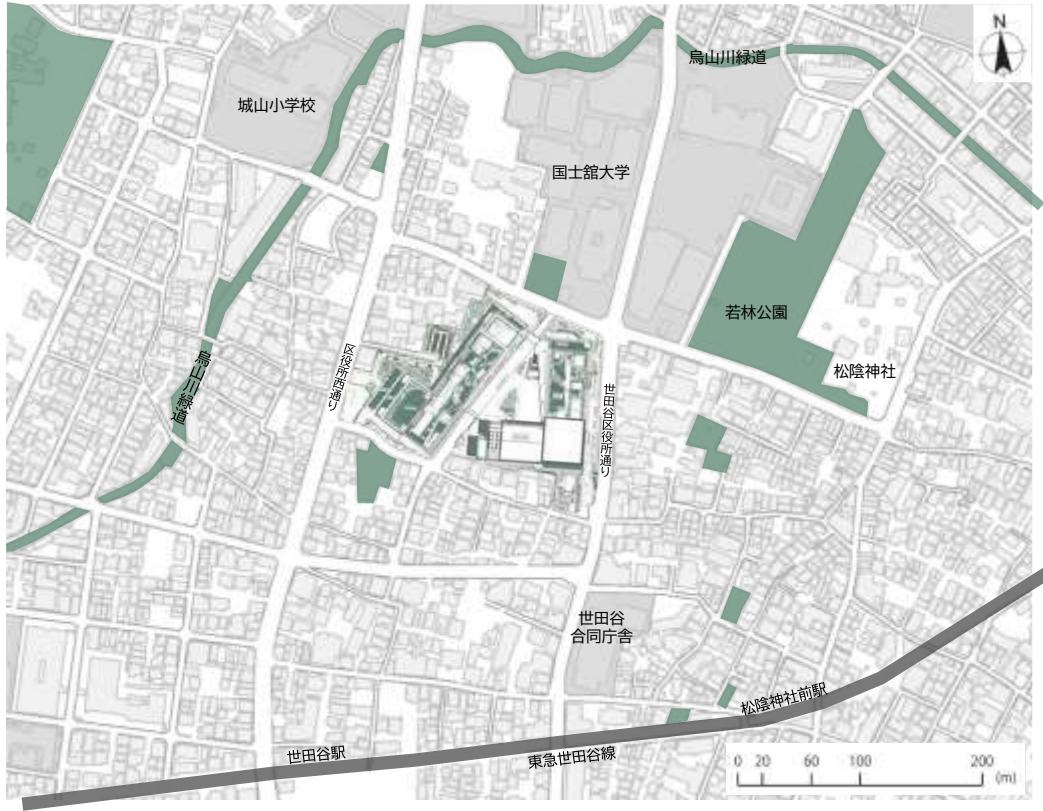 N
烏山川緑道
城山小学校
国士舘大学
若林公園
松陰神社
烏山川緑道
区役所西通り
世田谷区役所通り
世田谷
合同庁舎
松陰神社前駅
世田谷駅
東急世田谷線
0 20 60 100 200
(m)